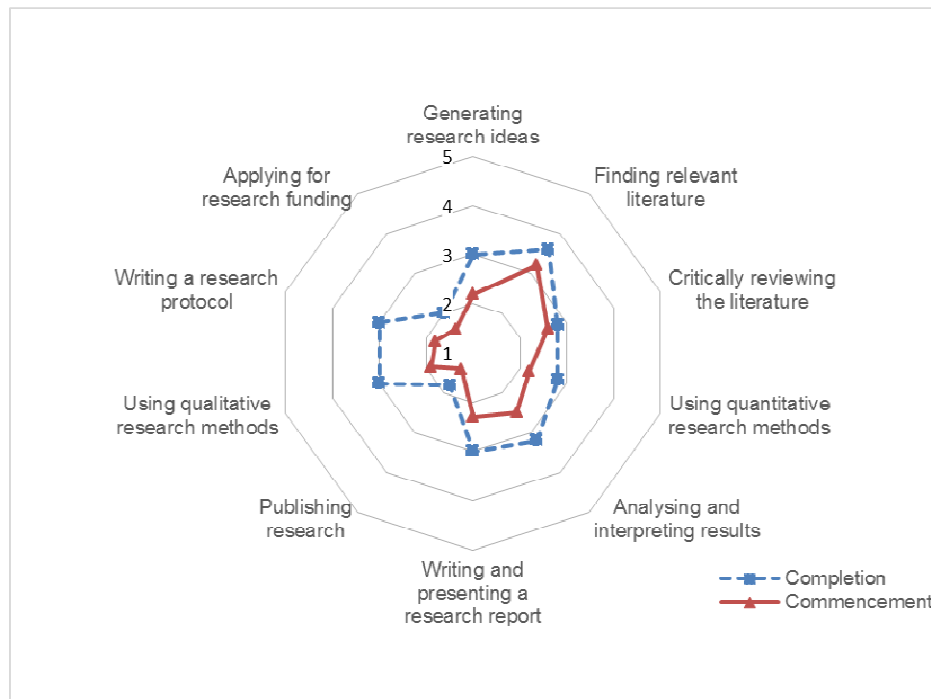 Generating
research ideas
5
Applying for
research funding
Finding relevant
literature
4
3
Writing a research
protocol
Critically reviewing
the literature
2
1
Using qualitative
research methods
Using quantitative
research methods
Publishing
research
Analysing and
interpreting results
Writing and
presenting a
research report
Completion
Commencement